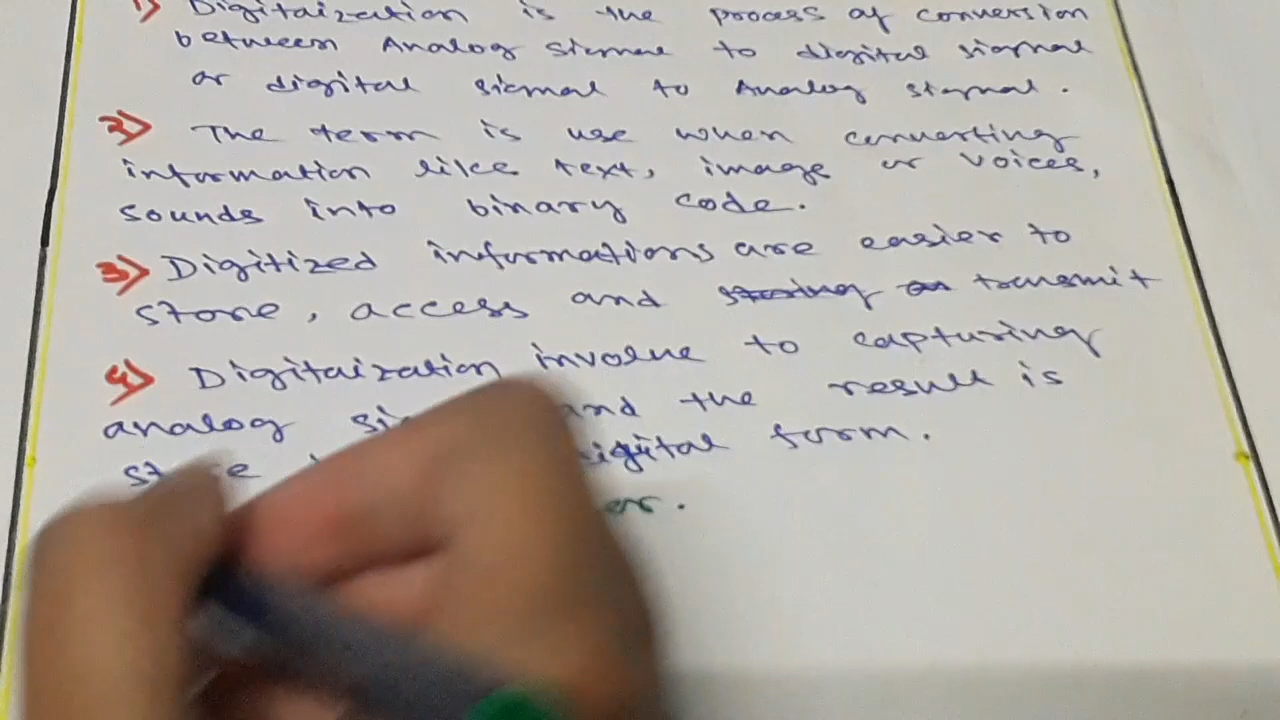 1) Digitaization is the process of conversion
between Analog signal to digital signal
or digital signal to Analog signal.
2) The term is use when converting
information like text, image or voices,
sounds into binary code.
3) Digitized informations are easier to
store, access and storing an transmit
4) Digitaization involve to capturing
analog and the result is
digital form.